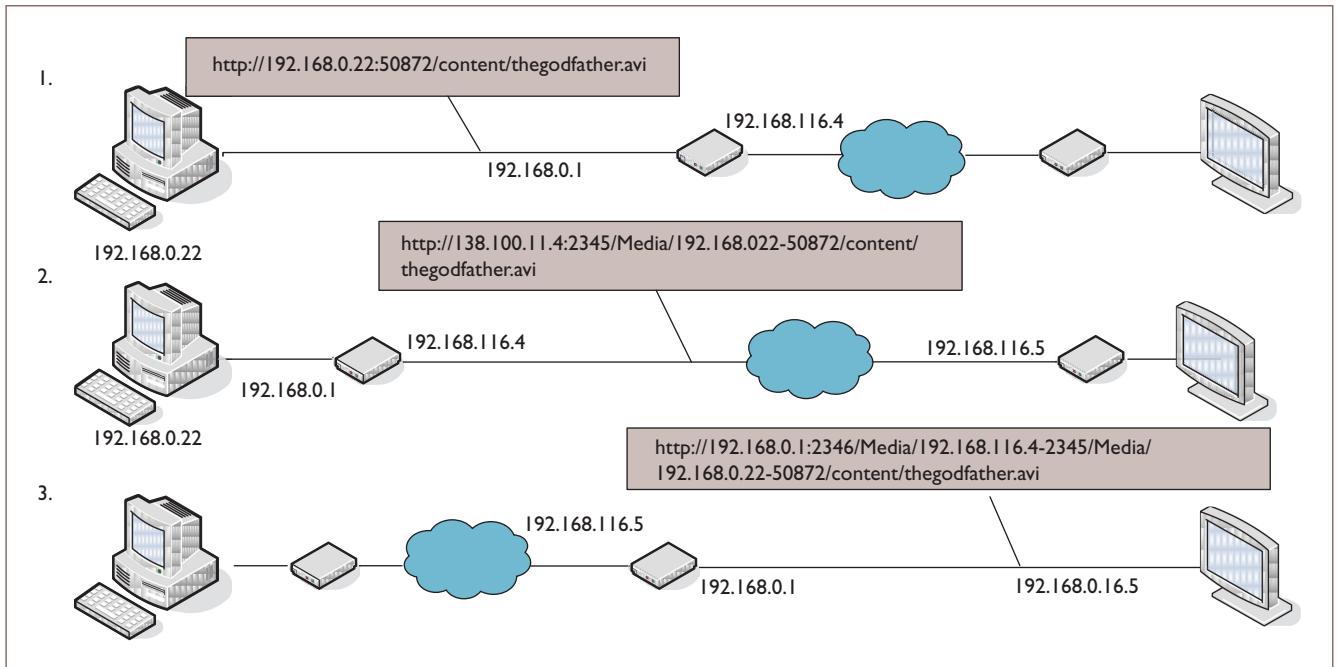 1.
http://192.168.0.22:50872/content/thegodfather.avi
192.168.116.4
192.168.0.1
192.168.0.22
2.
http://138.100.11.4:2345/Media/192.168.022-50872/content/
thegodfather.avi
192.168.116.4
192.168.116.5
192.168.0.1
192.168.0.22
3.
http://192.168.0.1:2346/Media/192.168.116.4-2345/Media/
192.168.0.22-50872/content/thegodfather.avi
192.168.116.5
192.168.0.1
192.168.0.16.5